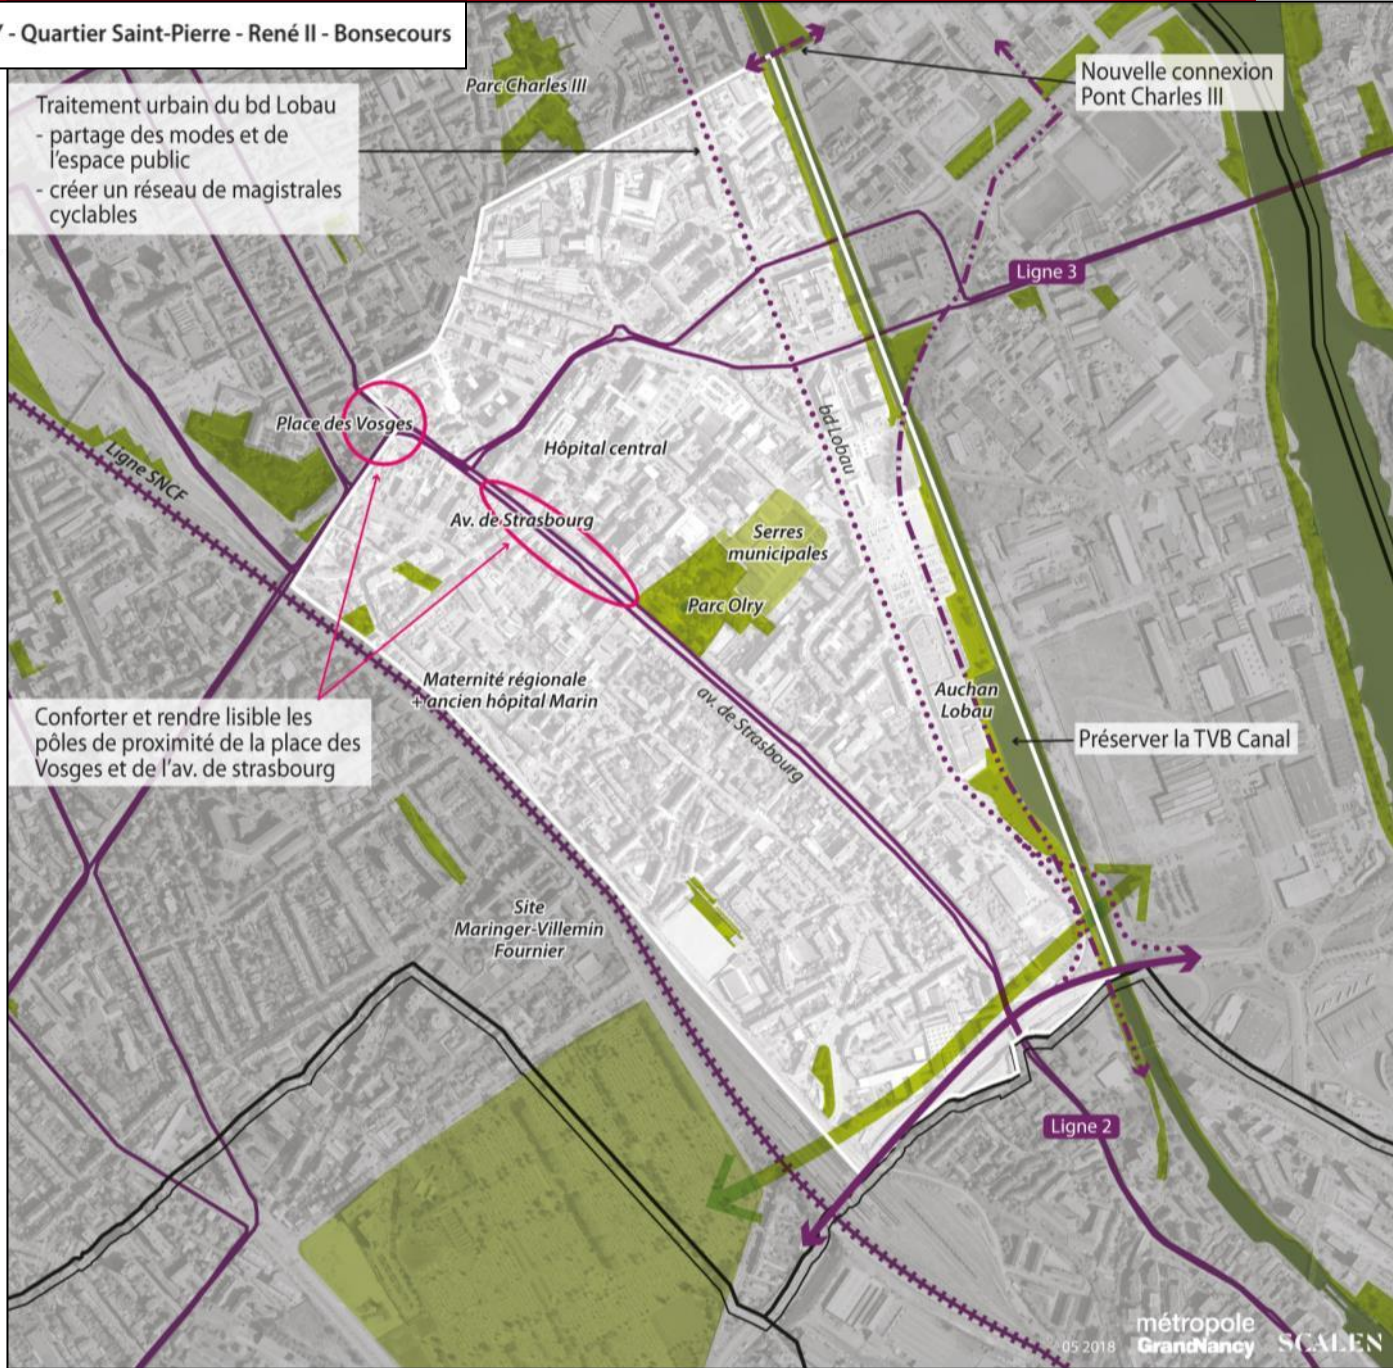 - Quartier Saint-Pierre - René II - Bonsecours
Parc Charles III
Nouvelle connexion
Pont Charles III
Traitement urbain du bd Lobau
- partage des modes et de
l'espace public
- créer un réseau de magistrales
cyclables
Ligne 3
Place des Vosges
Ligne SNCF
Hôpital central
bd Lobau
Av. de Strasbourg
Serres
municipales
Parc Olry
Maternité régionale
+ ancien hôpital Marin
av. de Strasbourg
Auchan
Lobau
Conforter et rendre lisible les
pôles de proximité de la place des
Vosges et de l'av. de strasbourg
Préserver la TVB Canal
Site
Maringer-Villemin
Fournier
Ligne 2
05 2018
métropole
GrandNancy
SCALEN